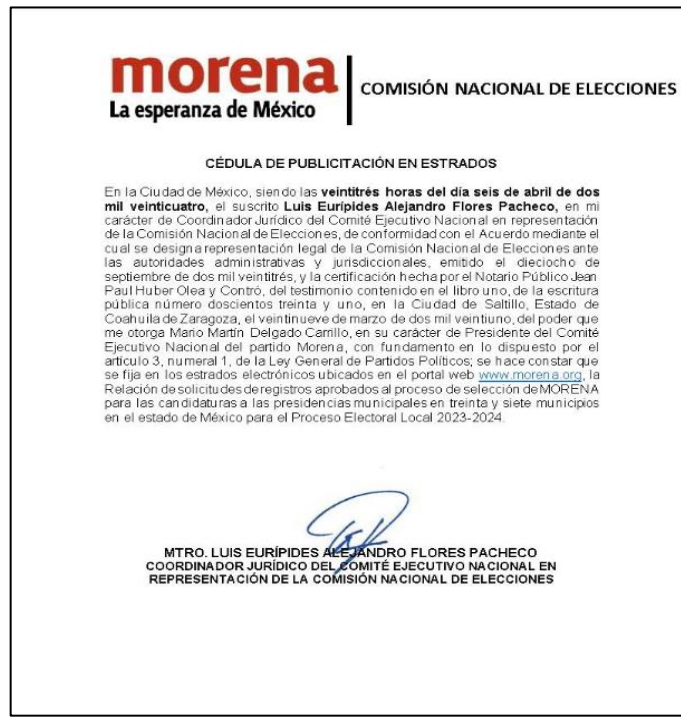 morena
La esperanza de México
COMISIÓN NACIONAL DE ELECCIONES
CÉDULA DE PUBLICITACIÓN EN ESTRADOS
En la Ciudad de México, siendo las veintitrés horas del día seis de abril de dos
mil veinticuatro, el suscrito Luis Eurípides Alejandro Flores Pacheco, en mi
carácter de Coordinador Jurídico del Comité Ejecutivo Nacional en representación
de la Comisión Nacional de Elecciones, de conformidad con el Acuerdo mediante el
cual se designa representación legal de la Comisión Nacional de Elecciones ante
las autoridades administrativas y jurisdiccionales, emitido el dieciocho de
septiembre de dos mil veintitrés, y la certificación hecha por el Notario Público Jean
Paul Huber Olea y Contró, del testimonio contenido en el libro uno, de la escritura
pública número doscientos treinta y uno, en la Ciudad de Saltillo, Estado de
Coahuila de Zaragoza, el veintinueve de marzo de dos mil veintiuno, del poder que
me otorga Mario Martín Delgado Carrillo, en su carácter de Presidente del Comité
Ejecutivo Nacional del partido Morena, con fundamento en lo dispuesto por el
artículo 3, numeral 1, de la Ley General de Partidos Políticos; se hace constar que
se fija en los estrados electrónicos ubicados en el portal web www.morena.org, la
Relación de solicitudes de registros aprobados al proceso de selección de MORENA
para las candidaturas a las presidencias municipales en treinta y siete municipios
en el estado de México para el Proceso Electoral Local 2023-2024.
MTRO. LUIS EURÍPIDES ALEJANDRO FLORES PACHECO
COORDINADOR JURÍDICO DEL COMITÉ EJECUTIVO NACIONAL EN
REPRESENTACIÓN DE LA COMISIÓN NACIONAL DE ELECCIONES